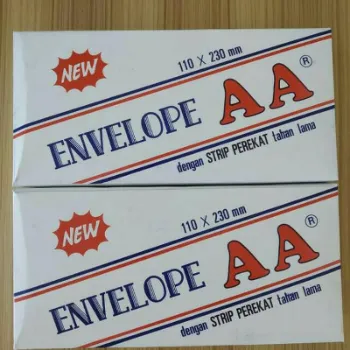 NEW
110 X 230 mm
ENVELOPE AA®
dengan STRIP PEREKAT tahan lama
NEW
110 X 230 mm
ENVELOPE AA®
dengan STRIP PEREKAT tahan lama